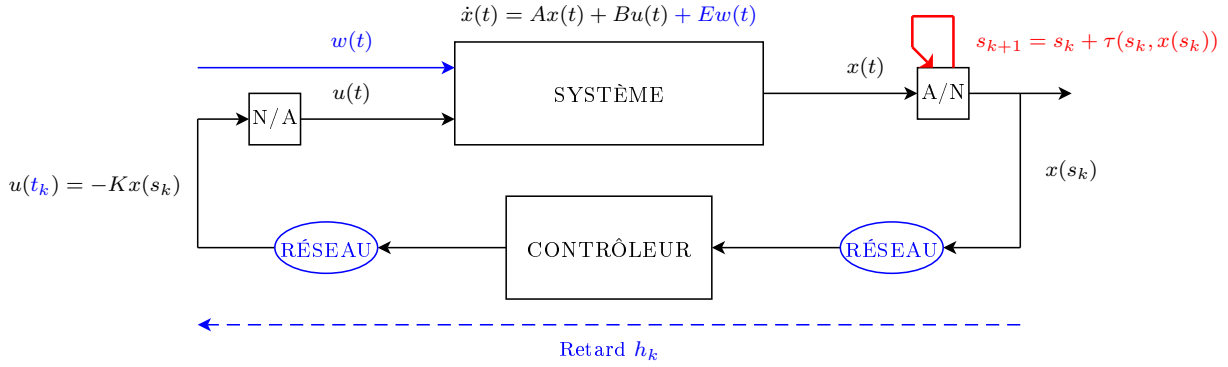 ẋ(t) = Ax(t) + Bu(t) + Ew(t)
w(t)
s_{k+1} = s_k + τ(s_k, x(s_k))
x(t)
u(t)
SYSTÈME
A/N
N/A
u(t_k) = −Kx(s_k)
x(s_k)
RÉSEAU
CONTRÔLEUR
RÉSEAU
Retard h_k